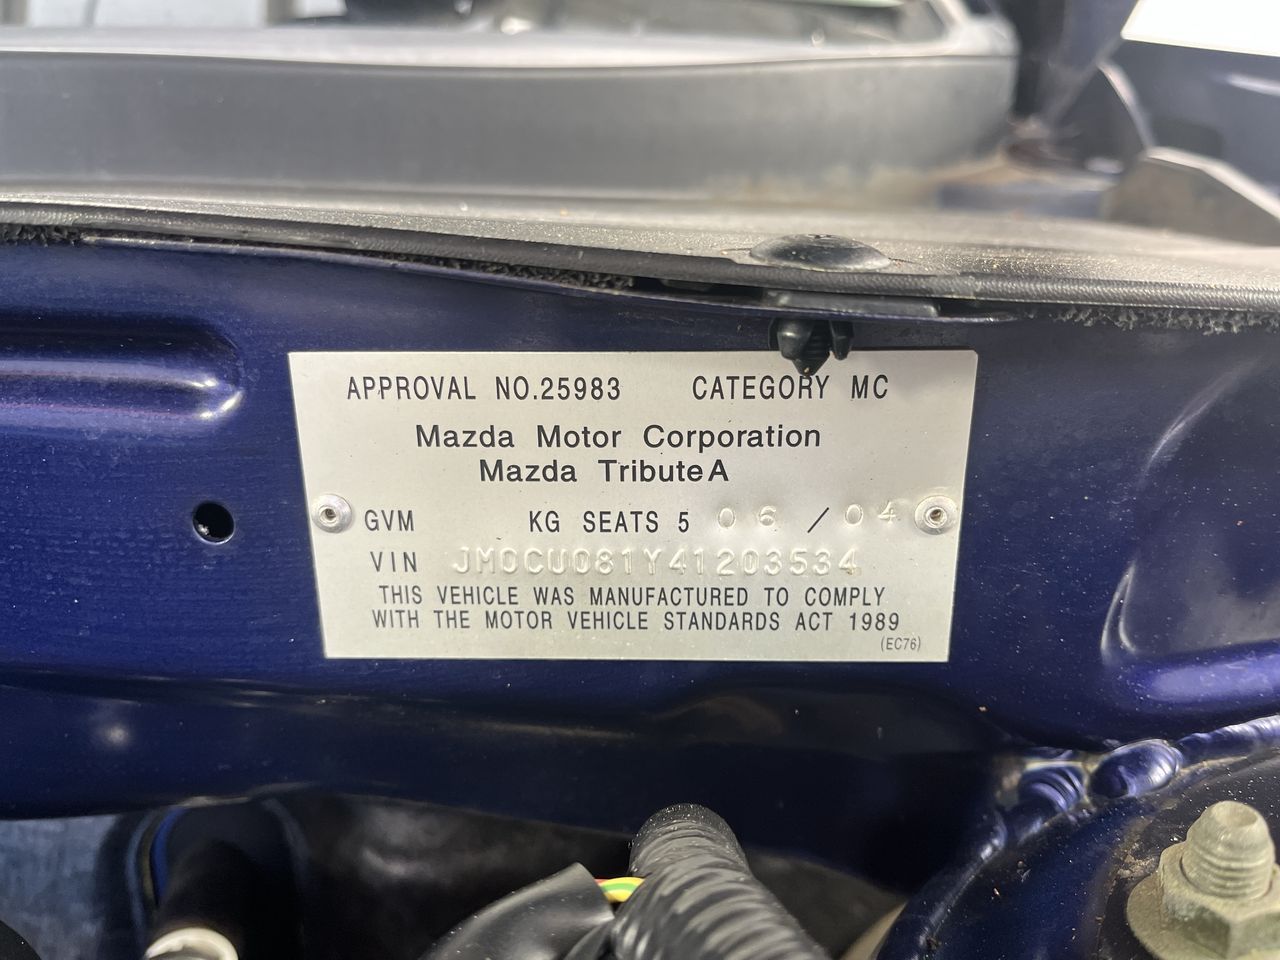 APPROVAL NO.25983 CATEGORY MC
Mazda Motor Corporation
Mazda Tribute A
GVM KG SEATS 5 06 / 04
VIN JM0CU081Y41203534
THIS VEHICLE WAS MANUFACTURED TO COMPLY
WITH THE MOTOR VEHICLE STANDARDS ACT 1989
(EC76)